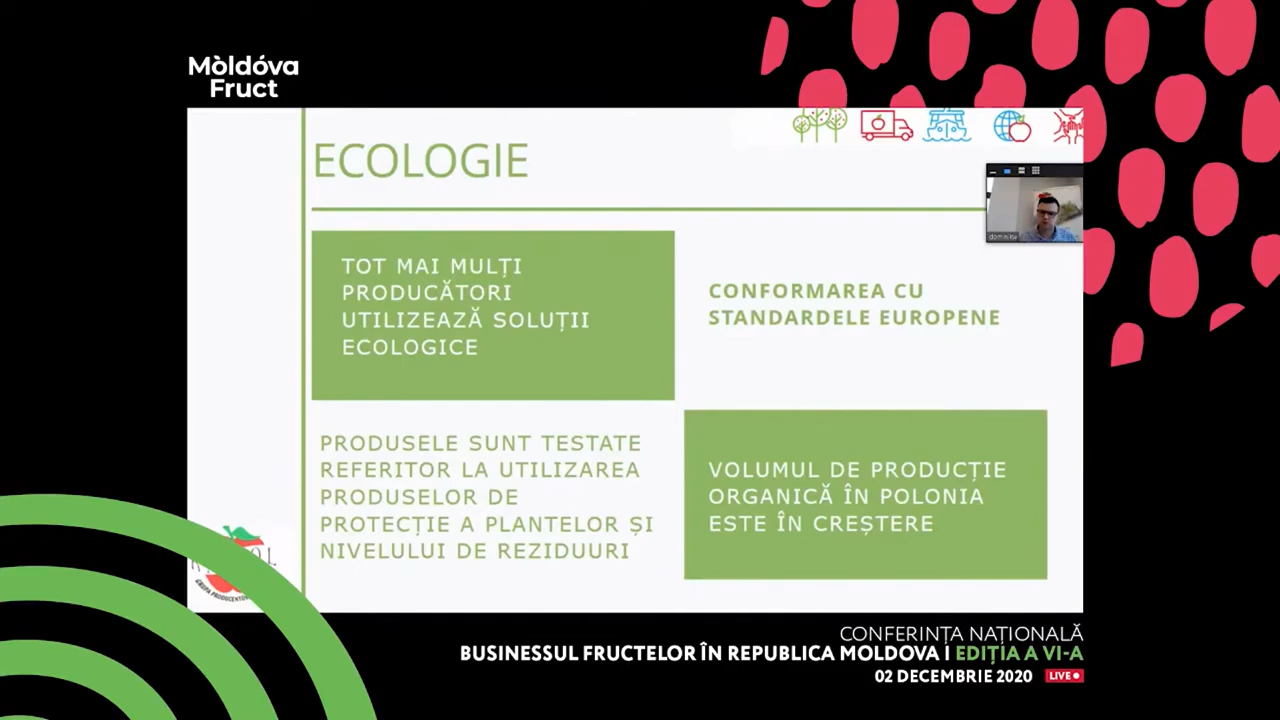 Mòldóva
Fruct
ECOLOGIE
TOT MAI MULȚI
PRODUCĂTORI
UTILIZEAZĂ SOLUȚII
ECOLOGICE
CONFORMAREA CU
STANDARDELE EUROPENE
PRODUSELE SUNT TESTATE
REFERITOR LA UTILIZAREA
PRODUSELOR DE
PROTECȚIE A PLANTELOR ȘI
NIVELULUI DE REZIDUURI
VOLUMUL DE PRODUCȚIE
ORGANICĂ ÎN POLONIA
ESTE ÎN CREȘTERE
CONFERINȚA NAȚIONALĂ
BUSINESSUL FRUCTELOR ÎN REPUBLICA MOLDOVA I EDIȚIA A VI-A
02 DECEMBRIE 2020 LIVE